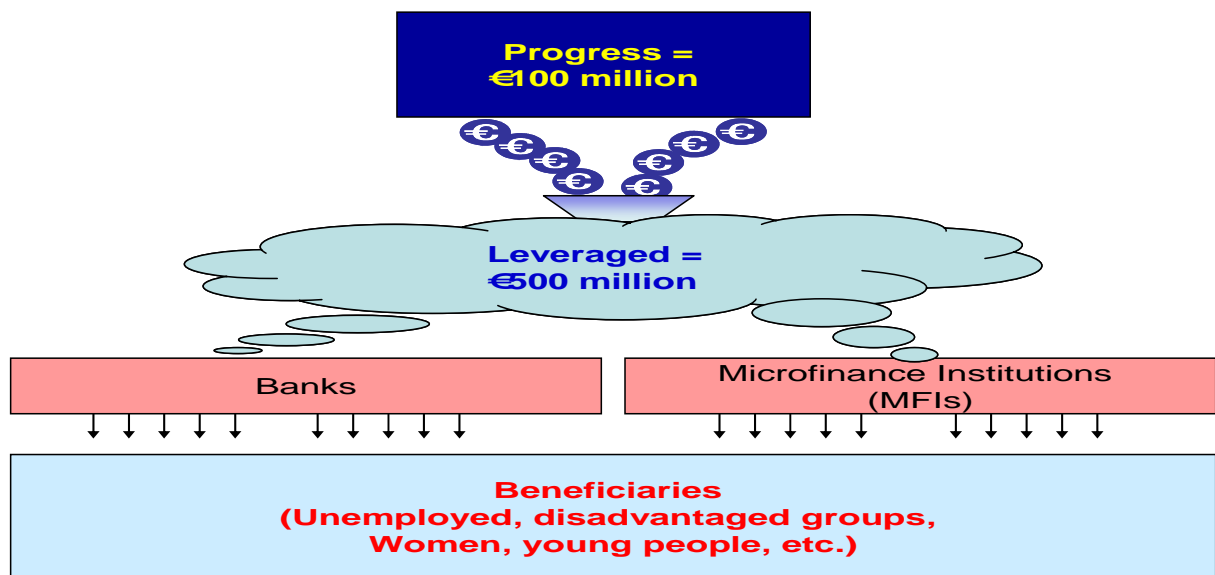 Progress =
€100 million
€
€
€
€
€
€
€
€
Leveraged =
€500 million
Banks
Microfinance Institutions
(MFIs)
Beneficiaries
(Unemployed, disadvantaged groups,
Women, young people, etc.)